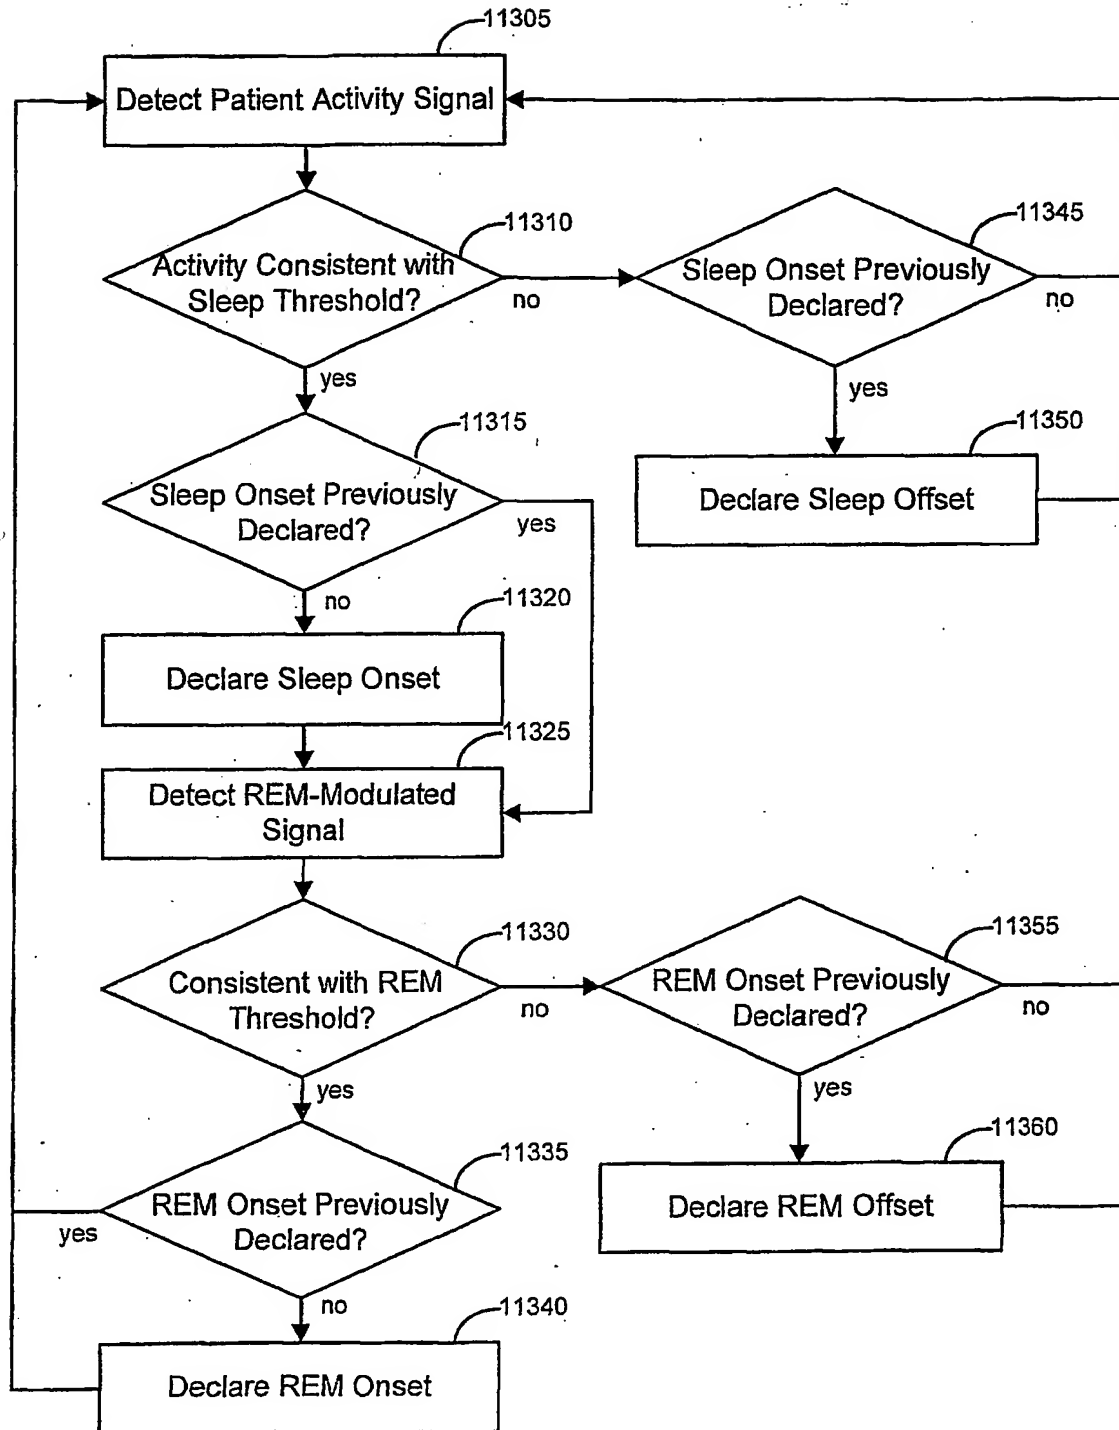 11305
Detect Patient Activity Signal
11310
Activity Consistent with
Sleep Threshold?
no
yes
11345
Sleep Onset Previously
Declared?
no
yes
11350
Declare Sleep Offset
11315
Sleep Onset Previously
Declared?
yes
no
11320
Declare Sleep Onset
11325
Detect REM-Modulated
Signal
11330
Consistent with REM
Threshold?
no
yes
11355
REM Onset Previously
Declared?
no
yes
11360
Declare REM Offset
11335
REM Onset Previously
Declared?
yes
no
11340
Declare REM Onset